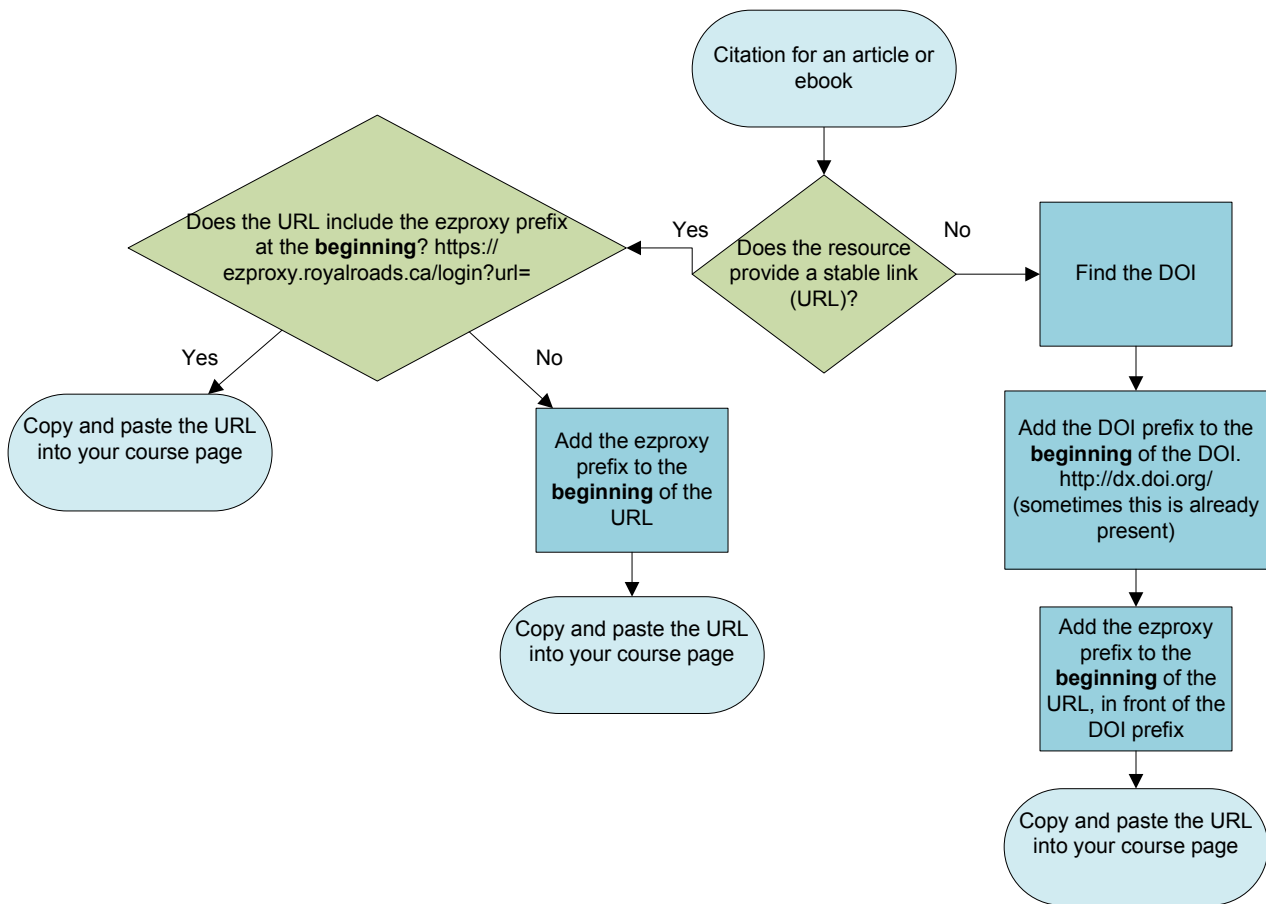 Citation for an article or
ebook
Does the resource
provide a stable link
(URL)?
Yes
No
Does the URL include the ezproxy prefix
at the beginning? https://
ezproxy.royalroads.ca/login?url=
Yes
No
Copy and paste the URL
into your course page
Add the ezproxy
prefix to the
beginning of the
URL
Copy and paste the URL
into your course page
Find the DOI
Add the DOI prefix to the
beginning of the DOI.
http://dx.doi.org/
(sometimes this is already
present)
Add the ezproxy
prefix to the
beginning of the
URL, in front of the
DOI prefix
Copy and paste the URL
into your course page